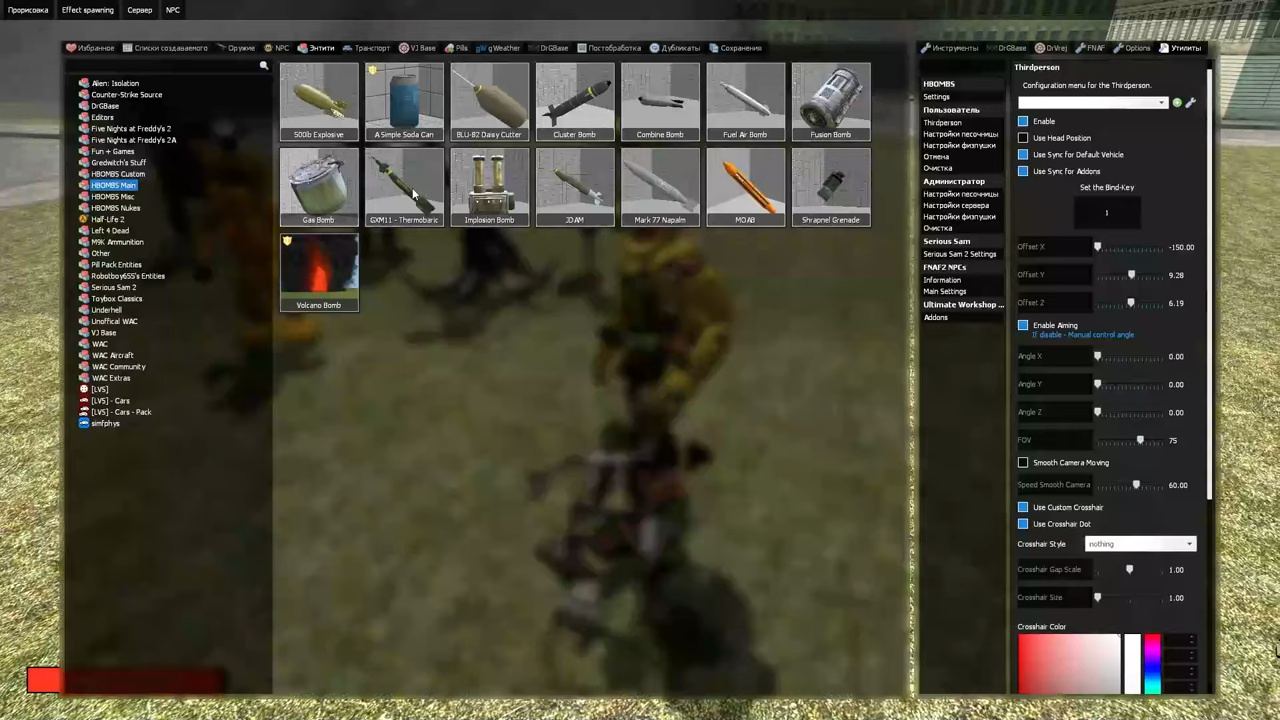 Прорисовка Effect spawning Сервер NPC
Избранное Списки создаваемого Оружие NPC Энтити Транспорт VJ Base Pills gWeather DrGBase Постобработка Дубликаты Сохранения
Инструменты DrGBase DrVrej FNAF Options Утилиты
Alien: Isolation
Counter-Strike Source
DrGBase
Editors
Five Nights at Freddy's 2
Five Nights at Freddy's 2A
Fun + Games
Gredwitch's Stuff
HBOMBS Custom
HBOMBS Main
HBOMBS Misc
HBOMBS Nukes
Half-Life 2
Left 4 Dead
M9K Ammunition
Other
Pill Pack Entities
Robotboy655's Entities
Serious Sam 2
Toybox Classics
Underhell
Unoffical WAC
VJ Base
WAC
WAC Aircraft
WAC Community
WAC Extras
[LVS]
[LVS] - Cars
[LVS] - Cars - Pack
simfphys
500lb Explosive
A Simple Soda Can
BLU-82 Daisy Cutter
Cluster Bomb
Combine Bomb
Fuel Air Bomb
Fusion Bomb
Gas Bomb
GXM11 - Thermobaric
Implosion Bomb
JDAM
Mark 77 Napalm
MOAB
Shrapnel Grenade
Volcano Bomb
HBOMBS
Settings
Пользователь
Thirdperson
Настройки песочницы
Настройки физпушки
Отмена
Очистка
Администратор
Настройки песочницы
Настройки сервера
Настройки физпушки
Очистка
Serious Sam
Serious Sam 2 Settings
FNAF2 NPCs
Information
Main Settings
Ultimate Workshop ...
Addons
Thirdperson
Configuration menu for the Thirdperson.
Enable
Use Head Position
Use Sync for Default Vehicle
Use Sync for Addons
Set the Bind-Key
1
Offset X -150.00
Offset Y 9.28
Offset Z 6.19
Enable Aiming
If disable - Manual control angle
Angle X 0.00
Angle Y 0.00
Angle Z 0.00
FOV 75
Smooth Camera Moving
Speed Smooth Camera 60.00
Use Custom Crosshair
Use Crosshair Dot
Crosshair Style nothing
Crosshair Gap Scale 1.00
Crosshair Size 1.00
Crosshair Color